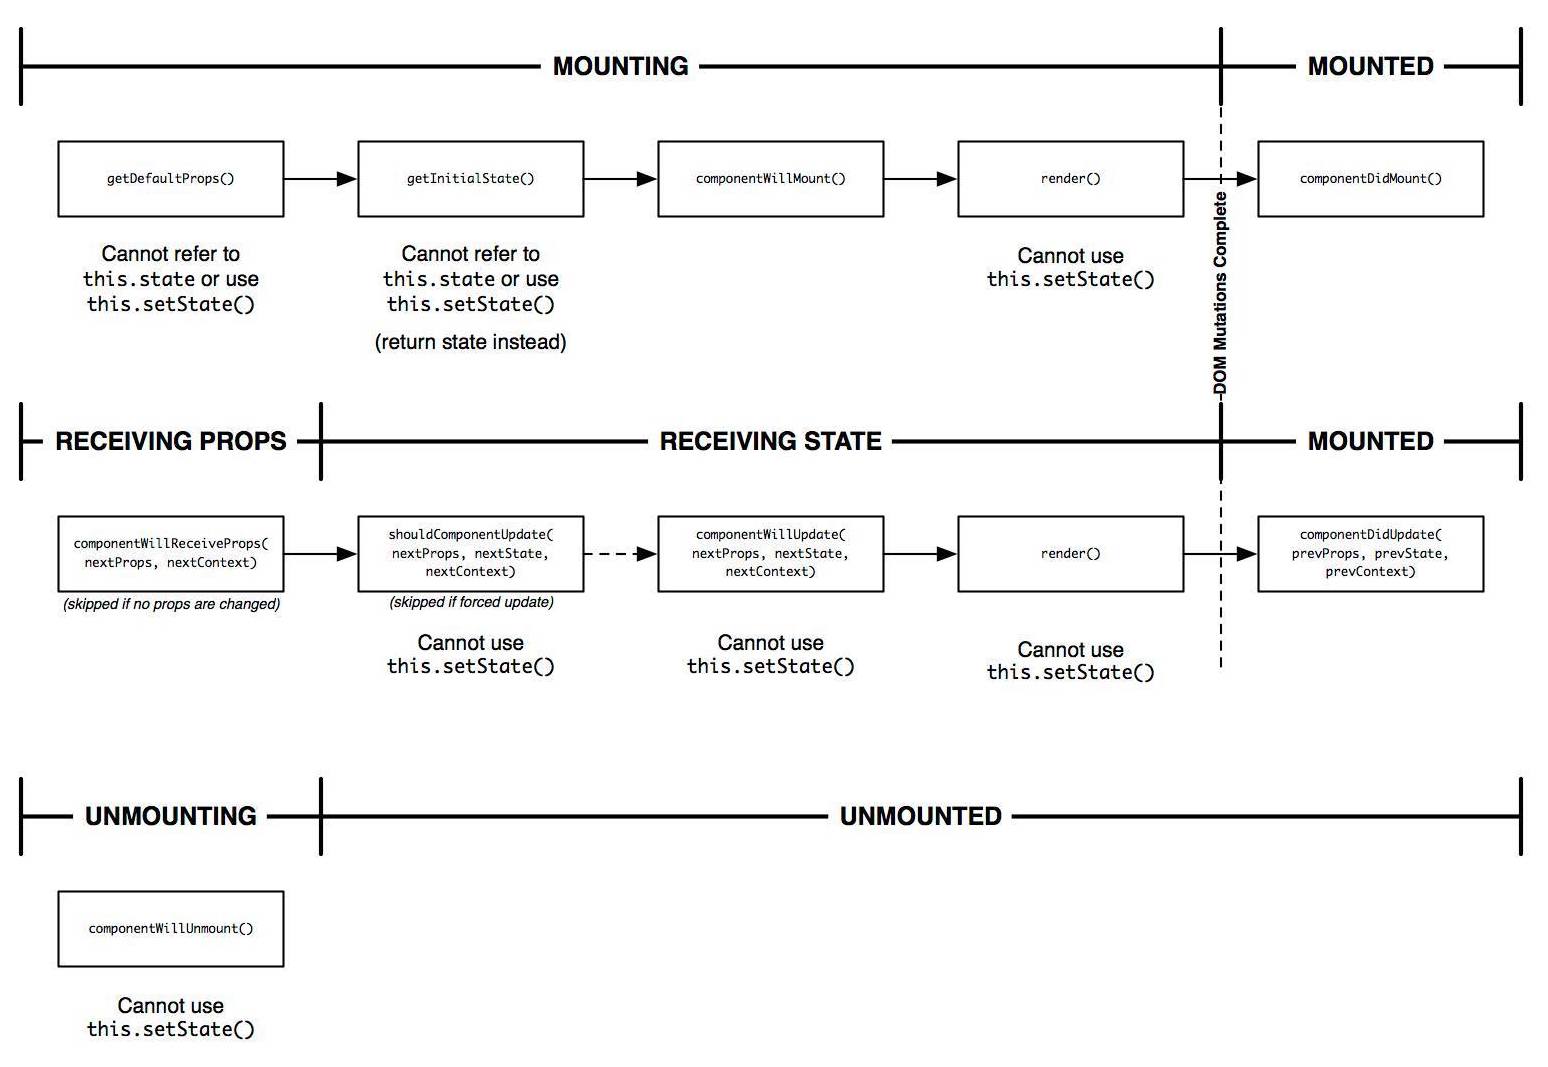 MOUNTING
MOUNTED
getDefaultProps()
getInitialState()
componentWillMount()
render()
componentDidMount()
Cannot refer to
this.state or use
this.setState()
Cannot refer to
this.state or use
this.setState()
(return state instead)
Cannot use
this.setState()
DOM Mutations Complete
RECEIVING PROPS
RECEIVING STATE
MOUNTED
componentWillReceiveProps(
nextProps, nextContext)
(skipped if no props are changed)
shouldComponentUpdate(
nextProps, nextState,
nextContext)
(skipped if forced update)
Cannot use
this.setState()
componentWillUpdate(
nextProps, nextState,
nextContext)
Cannot use
this.setState()
render()
Cannot use
this.setState()
componentDidUpdate(
prevProps, prevState,
prevContext)
UNMOUNTING
UNMOUNTED
componentWillUnmount()
Cannot use
this.setState()